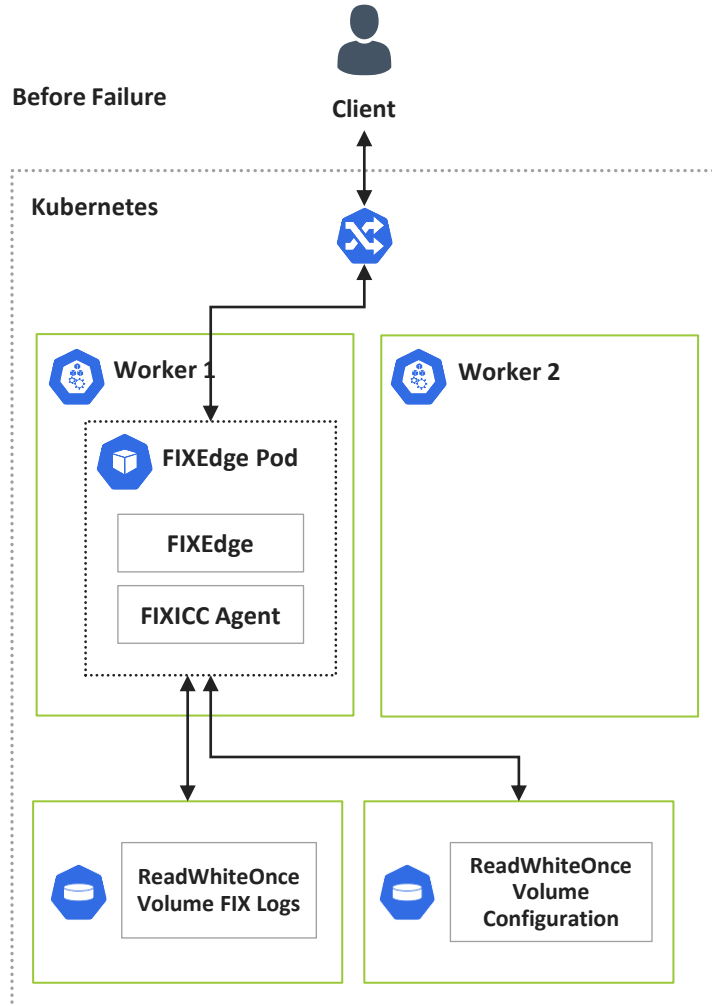 Before Failure
Client
Kubernetes
Worker 1
Worker 2
FIXEdge Pod
FIXEdge
FIXICC Agent
ReadWhiteOnce
Volume FIX Logs
ReadWhiteOnce
Volume
Configuration